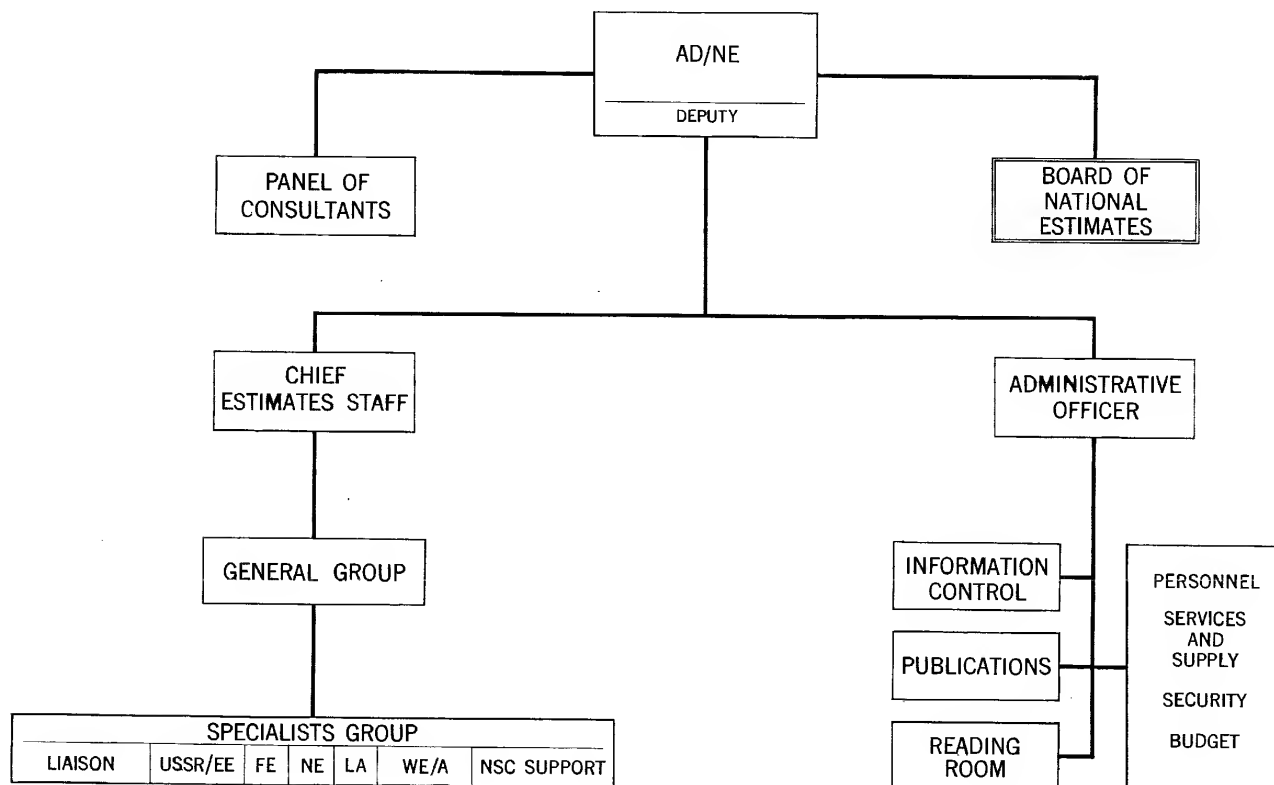 AD/NE
DEPUTY
PANEL OF
CONSULTANTS
BOARD OF
NATIONAL
ESTIMATES
CHIEF
ESTIMATES STAFF
ADMINISTRATIVE
OFFICER
GENERAL GROUP
INFORMATION
CONTROL
PUBLICATIONS
READING
ROOM
PERSONNEL
SERVICES
AND
SUPPLY
SECURITY
BUDGET
SPECIALISTS GROUP
LIAISON USSR/EE FE NE LA WE/A NSC SUPPORT